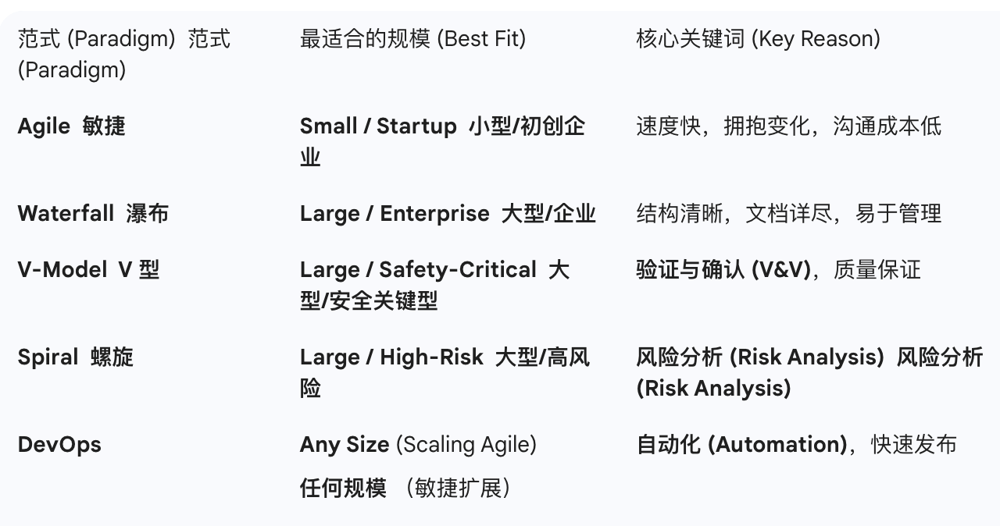 范式 (Paradigm)  范式
(Paradigm)
最适合的规模 (Best Fit)
核心关键词 (Key Reason)
Agile  敏捷
Small / Startup  小型/初创企
业
速度快，拥抱变化，沟通成本低
Waterfall  瀑布
Large / Enterprise  大型/企业
结构清晰，文档详尽，易于管理
V-Model  V 型
Large / Safety-Critical  大
型/安全关键型
验证与确认 (V&V)，质量保证
Spiral  螺旋
Large / High-Risk  大型/高风
险
风险分析 (Risk Analysis)  风险分析
(Risk Analysis)
DevOps
Any Size (Scaling Agile)
任何规模 （敏捷扩展）
自动化 (Automation)，快速发布